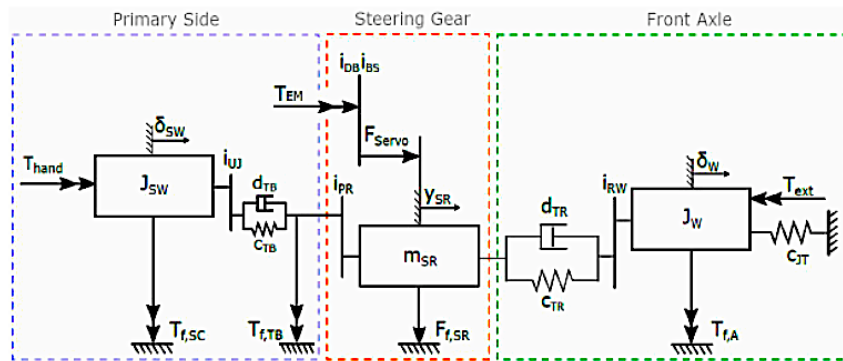 Primary Side
Steering Gear
Front Axle
i_DB i_BS
T_EM
F_Servo
δ_SW
T_hand
J_SW
i_UJ
d_TB
c_TB
i_PR
y_SR
m_SR
d_TR
c_TR
i_RW
δ_W
J_W
T_ext
c_JT
T_f,SC
T_f,TB
F_f,SR
T_f,A